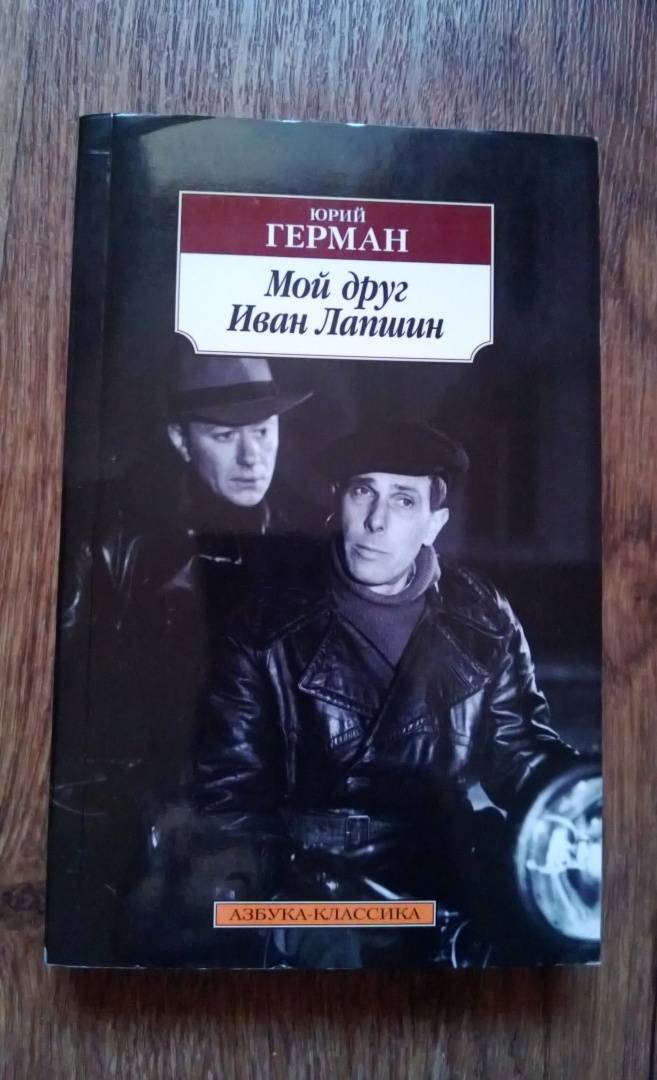 ЮРИЙ
ГЕРМАН
Мой друг
Иван Лапшин
АЗБУКА-КЛАССИКА